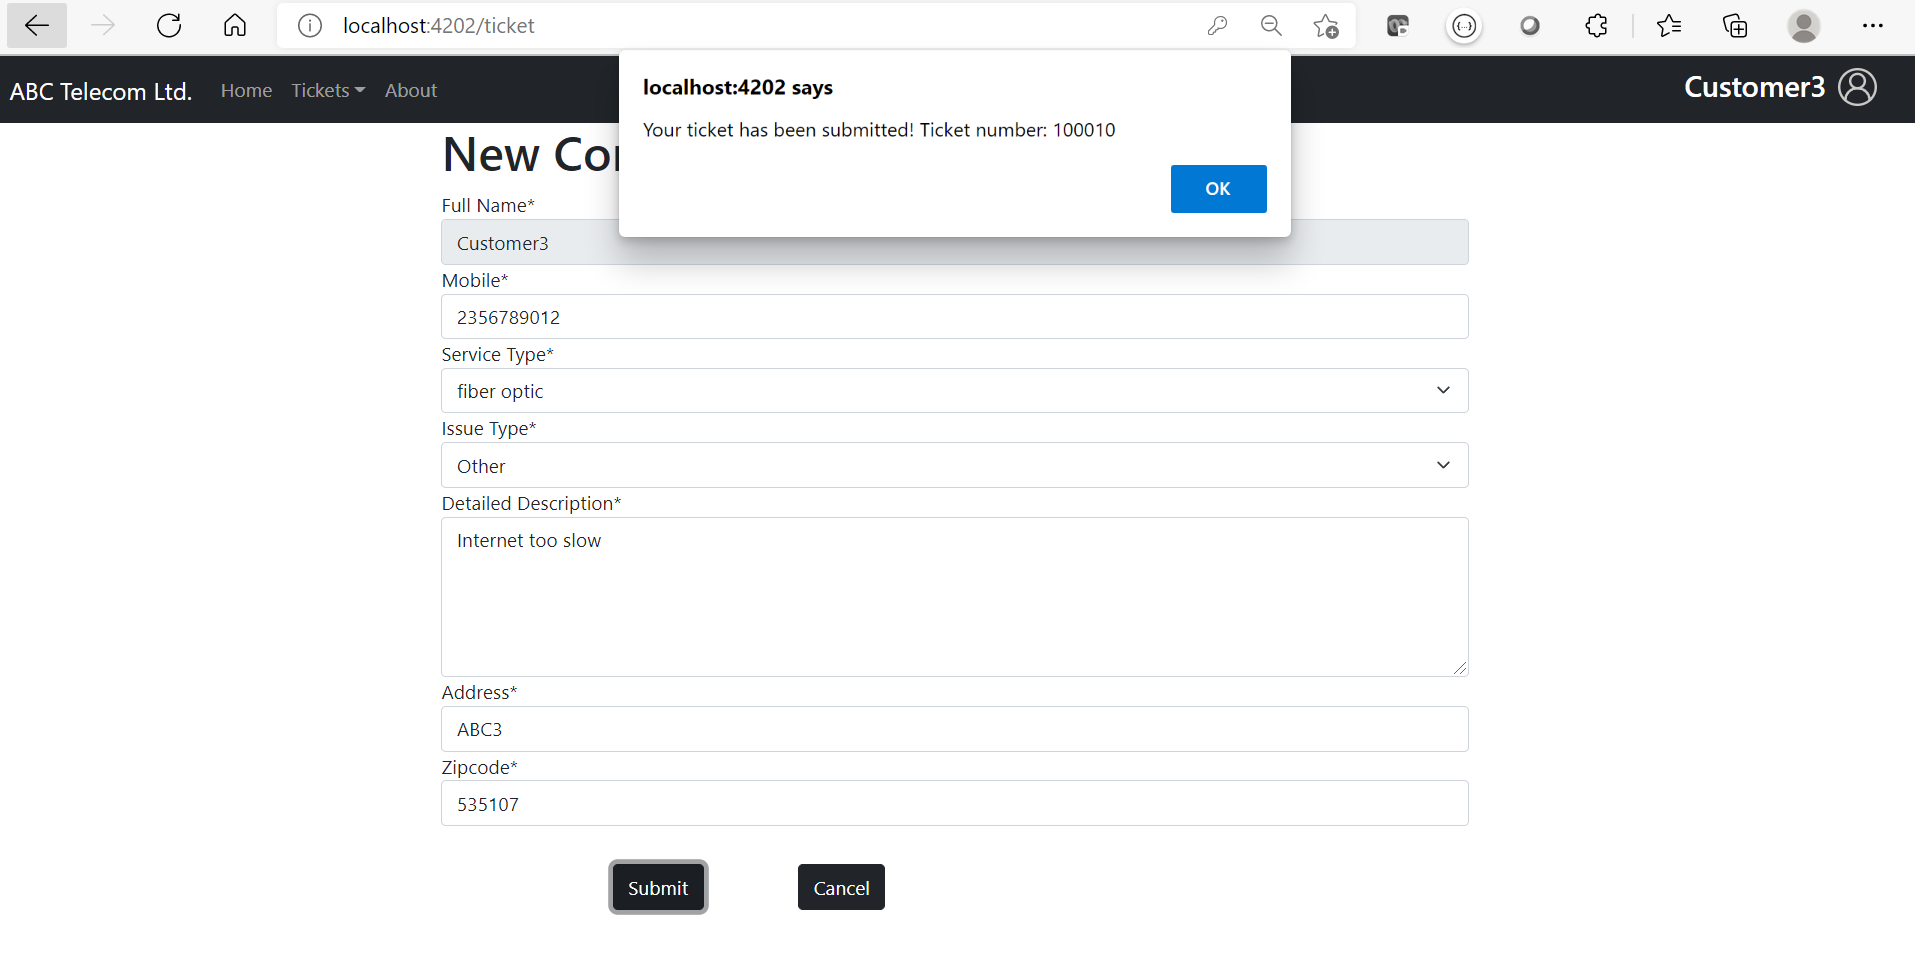 localhost:4202/ticket
ABC Telecom Ltd. Home Tickets About Customer3
localhost:4202 says
Your ticket has been submitted! Ticket number: 100010
OK
New
Full Name*
Customer3
Mobile*
2356789012
Service Type*
fiber optic
Issue Type*
Other
Detailed Description*
Internet too slow
Address*
ABC3
Zipcode*
535107
Submit Cancel